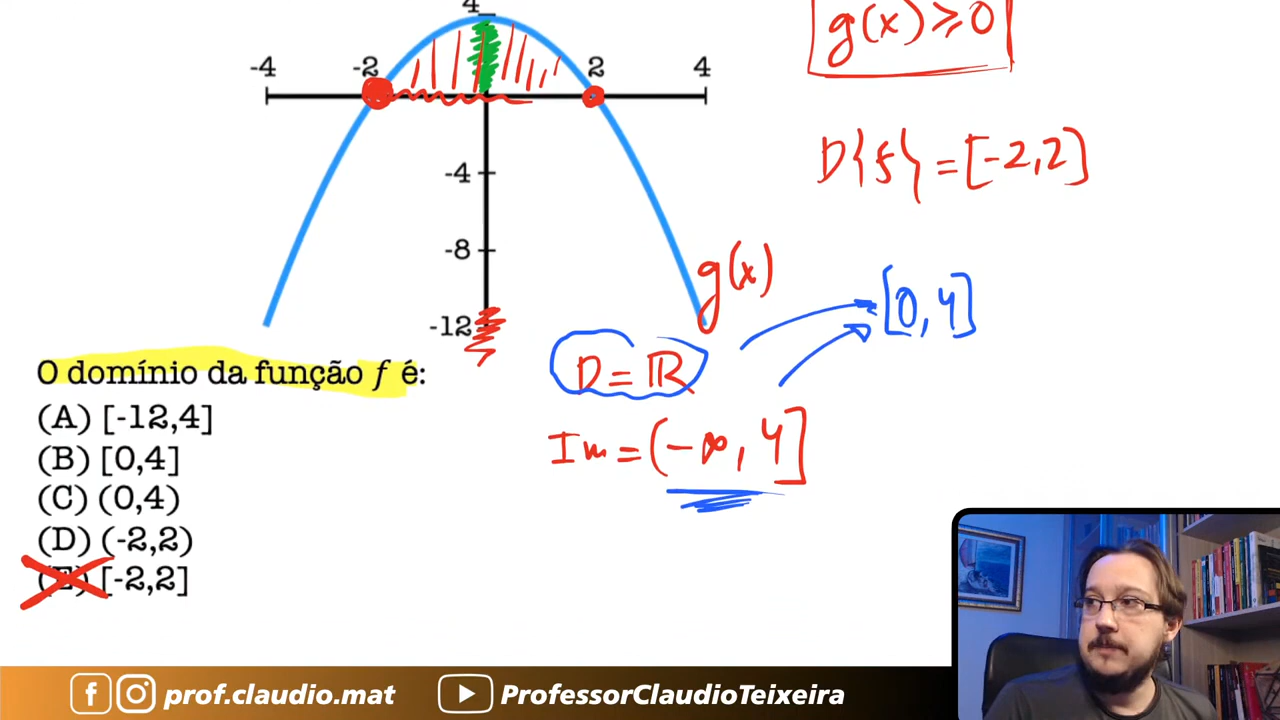 4
g(x) ≥ 0
-4 -2 2 4
D{f} = [-2,2]
-4
-8
g(x)
-12
[0,4]
D = ℝ
O domínio da função f é:
(A) [-12,4]
Im = (-∞, 4]
(B) [0,4]
(C) (0,4)
(D) (-2,2)
(E) [-2,2]
prof.claudio.mat ProfessorClaudioTeixeira